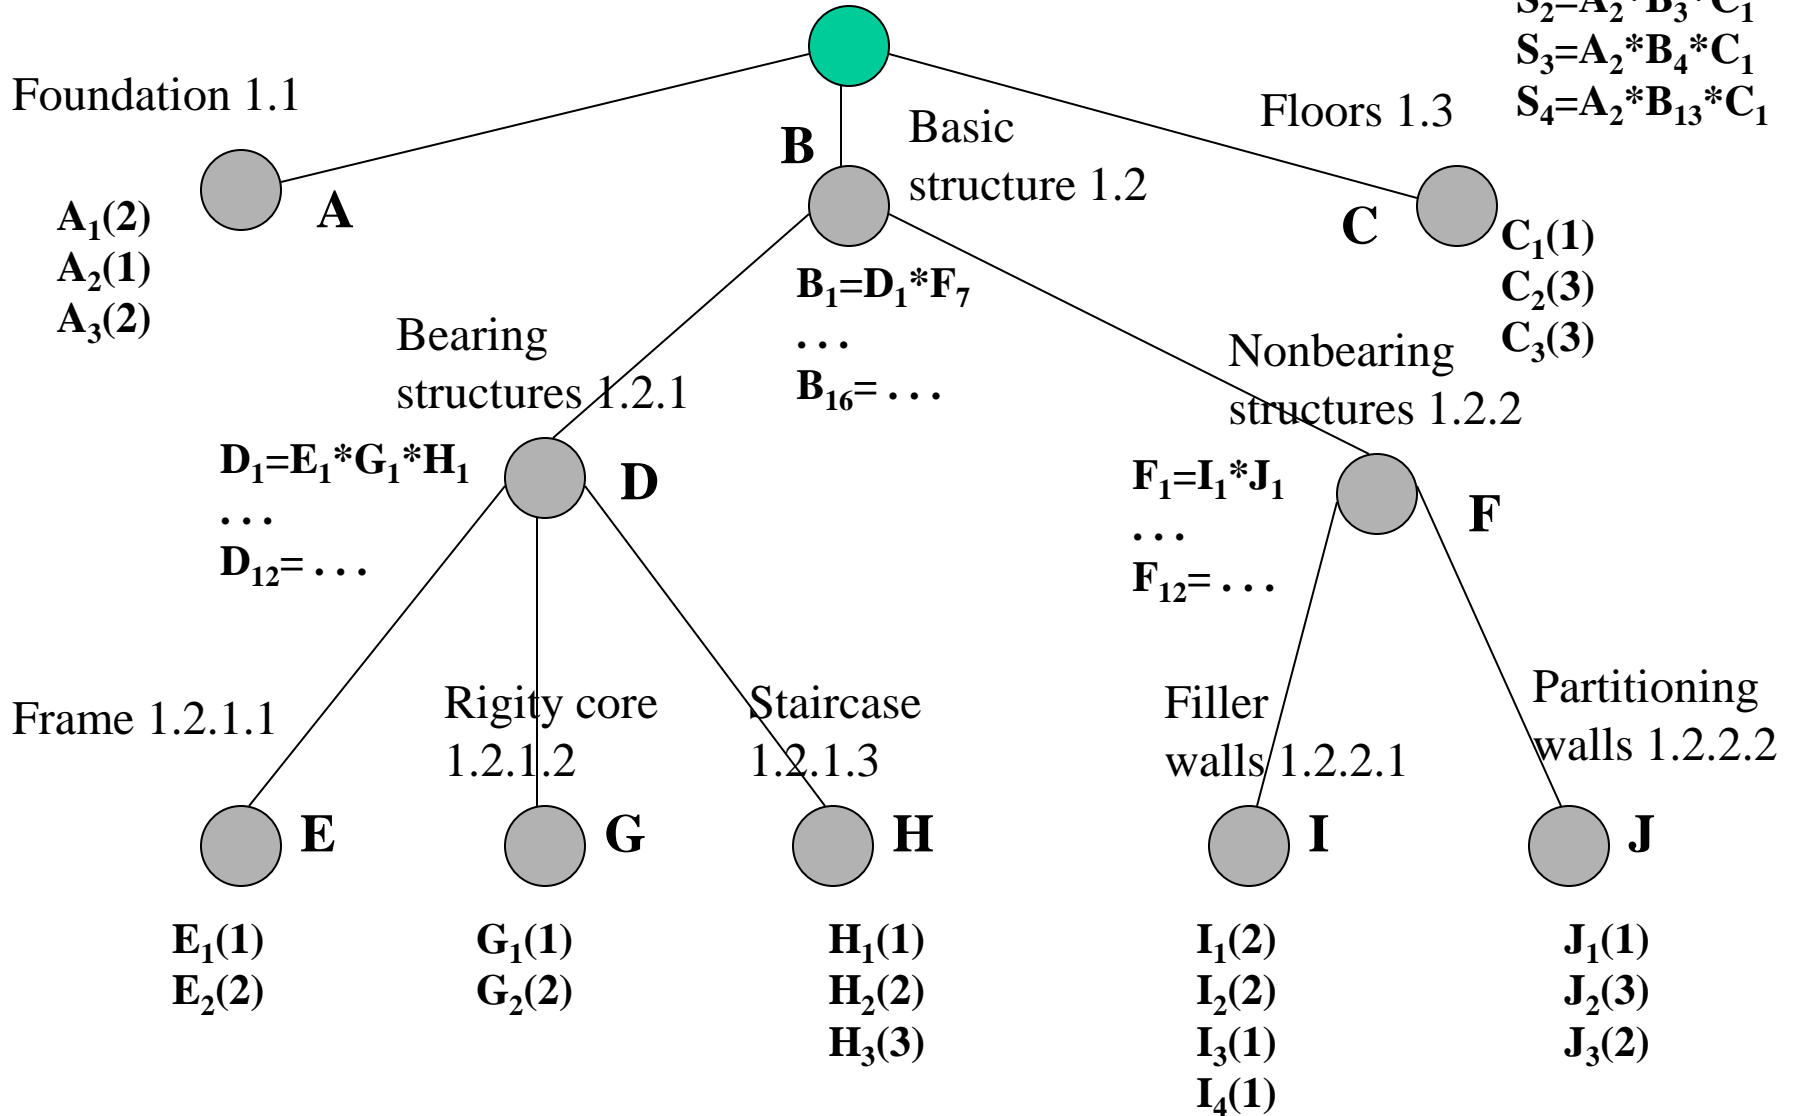 S₂=A₂*B₃*C₁
S₃=A₂*B₄*C₁
S₄=A₂*B₁₃*C₁
Foundation 1.1
Basic
structure 1.2
Floors 1.3
B
A
C
A₁(2)
A₂(1)
A₃(2)
B₁=D₁*F₇
. . .
B₁₆= . . .
C₁(1)
C₂(3)
C₃(3)
Bearing
structures 1.2.1
Nonbearing
structures 1.2.2
D₁=E₁*G₁*H₁
. . .
D₁₂= . . .
D
F₁=I₁*J₁
. . .
F₁₂= . . .
F
Frame 1.2.1.1
Rigity core
1.2.1.2
Staircase
1.2.1.3
Filler
walls 1.2.2.1
Partitioning
walls 1.2.2.2
E
G
H
I
J
E₁(1)
E₂(2)
G₁(1)
G₂(2)
H₁(1)
H₂(2)
H₃(3)
I₁(2)
I₂(2)
I₃(1)
I₄(1)
J₁(1)
J₂(3)
J₃(2)